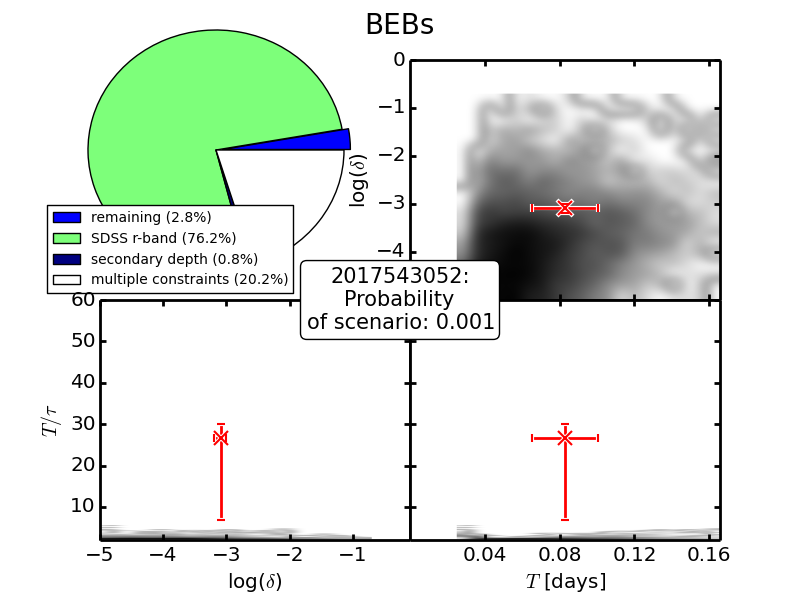 BEBs
remaining (2.8%)
SDSS r-band (76.2%)
secondary depth (0.8%)
multiple constraints (20.2%)
0
−1
−2
−3
−4
log(δ)
2017543052:
Probability
of scenario: 0.001
60
50
40
30
20
10
T/τ
−5 −4 −3 −2 −1
log(δ)
0.04 0.08 0.12 0.16
T [days]